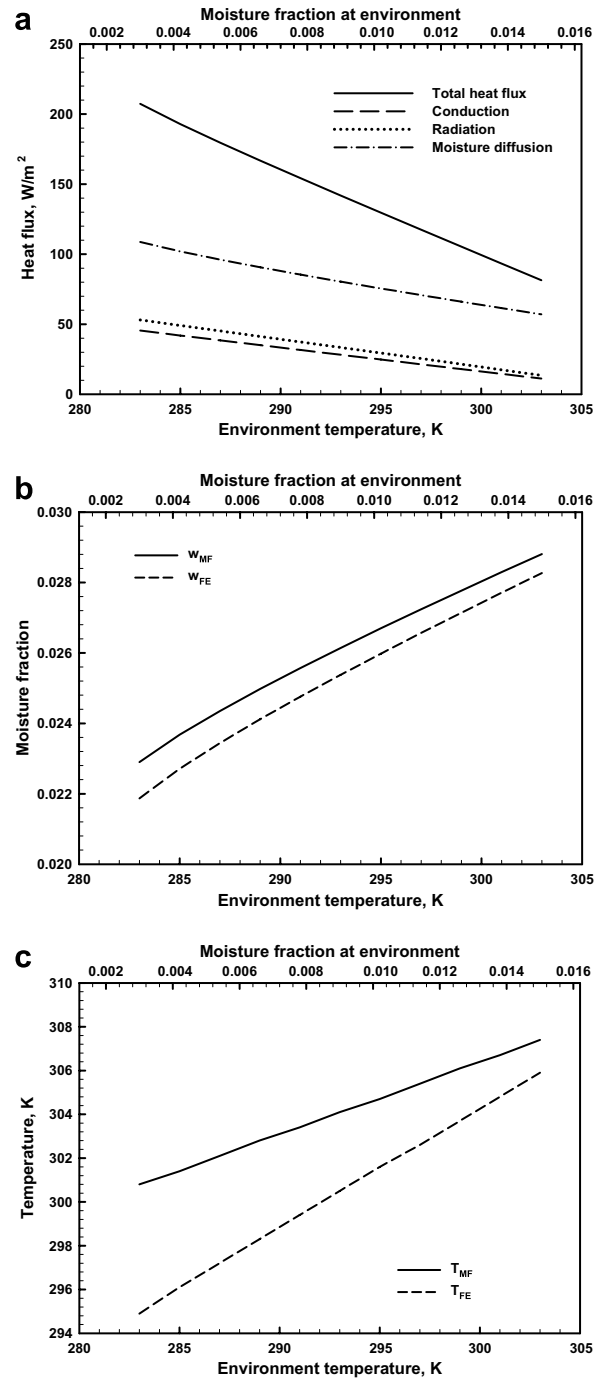 a
Moisture fraction at environment
0.002 0.004 0.006 0.008 0.010 0.012 0.014 0.016
250
200
150
100
50
0
Heat flux, W/m²
Total heat flux
Conduction
Radiation
Moisture diffusion
280 285 290 295 300 305
Environment temperature, K
b
Moisture fraction at environment
0.002 0.004 0.006 0.008 0.010 0.012 0.014 0.016
0.030
0.028
0.026
0.024
0.022
0.020
Moisture fraction
w_MF
w_FE
280 285 290 295 300 305
Environment temperature, K
c
Moisture fraction at environment
0.002 0.004 0.006 0.008 0.010 0.012 0.014 0.016
310
308
306
304
302
300
298
296
294
Temperature, K
T_MF
T_FE
280 285 290 295 300 305
Environment temperature, K